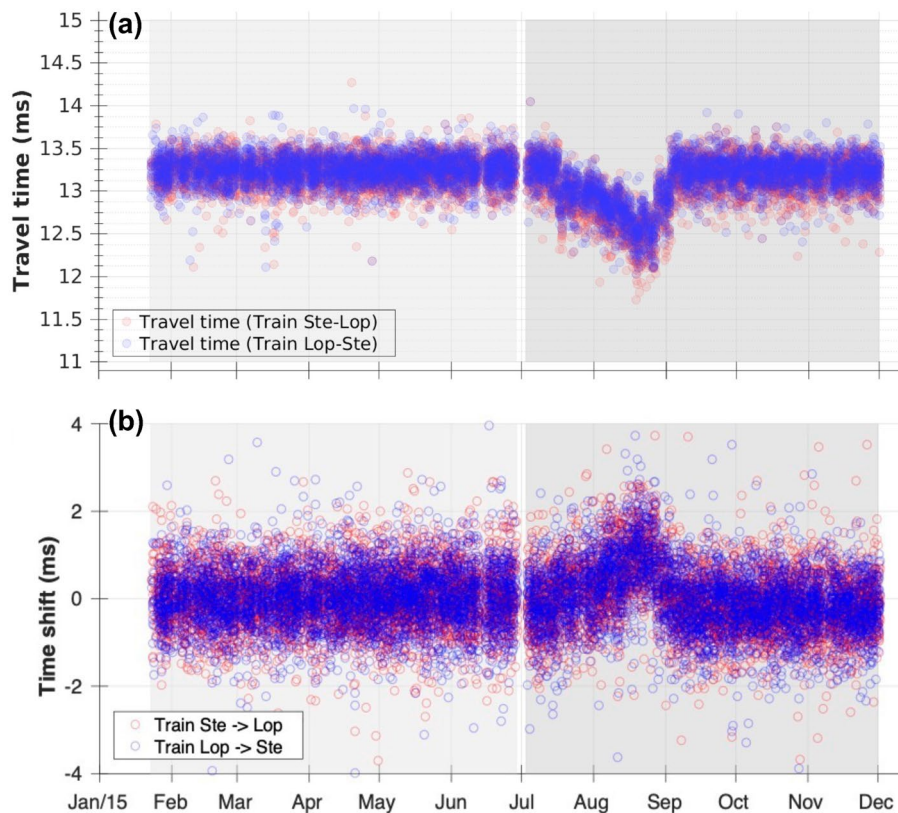 (a)
Travel time (ms)
15
14.5
14
13.5
13
12.5
12
11.5
11
Travel time (Train Ste-Lop)
Travel time (Train Lop-Ste)
(b)
Time shift (ms)
4
2
0
-2
-4
Train Ste -> Lop
Train Lop -> Ste
Jan/15 Feb Mar Apr May Jun Jul Aug Sep Oct Nov Dec